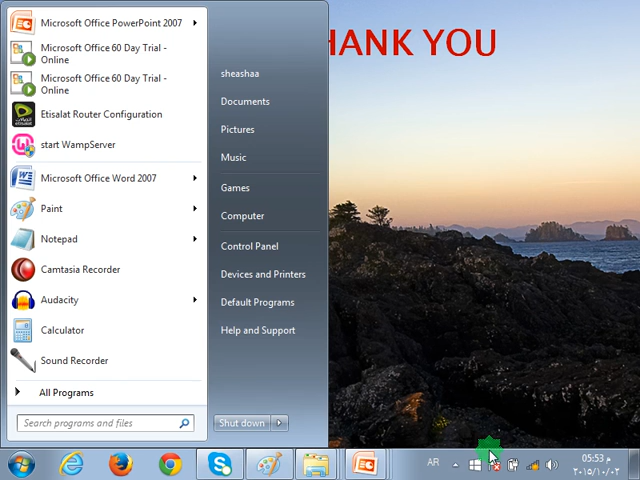 Microsoft Office PowerPoint 2007
Microsoft Office 60 Day Trial -
Online
Microsoft Office 60 Day Trial -
Online
Etisalat Router Configuration
start WampServer
Microsoft Office Word 2007
Paint
Notepad
Camtasia Recorder
Audacity
Calculator
Sound Recorder
All Programs
Search programs and files
sheashaa
Documents
Pictures
Music
Games
Computer
Control Panel
Devices and Printers
Default Programs
Help and Support
Shut down
HANK YOU
AR
05:53 م
٢٠١٥/١٠/٠٢